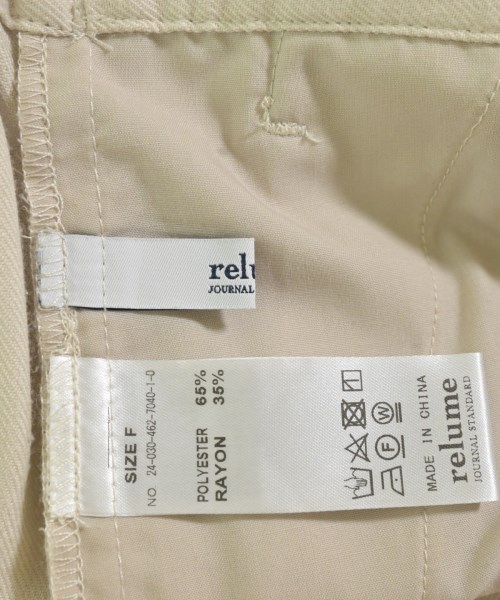 relu
JOURNAL
SIZE F
NO. 24-030-462-7040-1-0
POLYESTER 65%
RAYON 35%
F W
MADE IN CHINA
relume
JOURNAL STANDARD